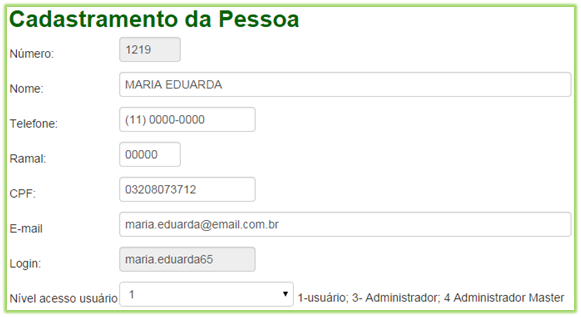 Cadastramento da Pessoa
Número: 1219
Nome: MARIA EDUARDA
Telefone: (11) 0000-0000
Ramal: 00000
CPF: 03208073712
E-mail maria.eduarda@email.com.br
Login: maria.eduarda65
Nível acesso usuário 1 1-usuário; 3- Administrador; 4 Administrador Master